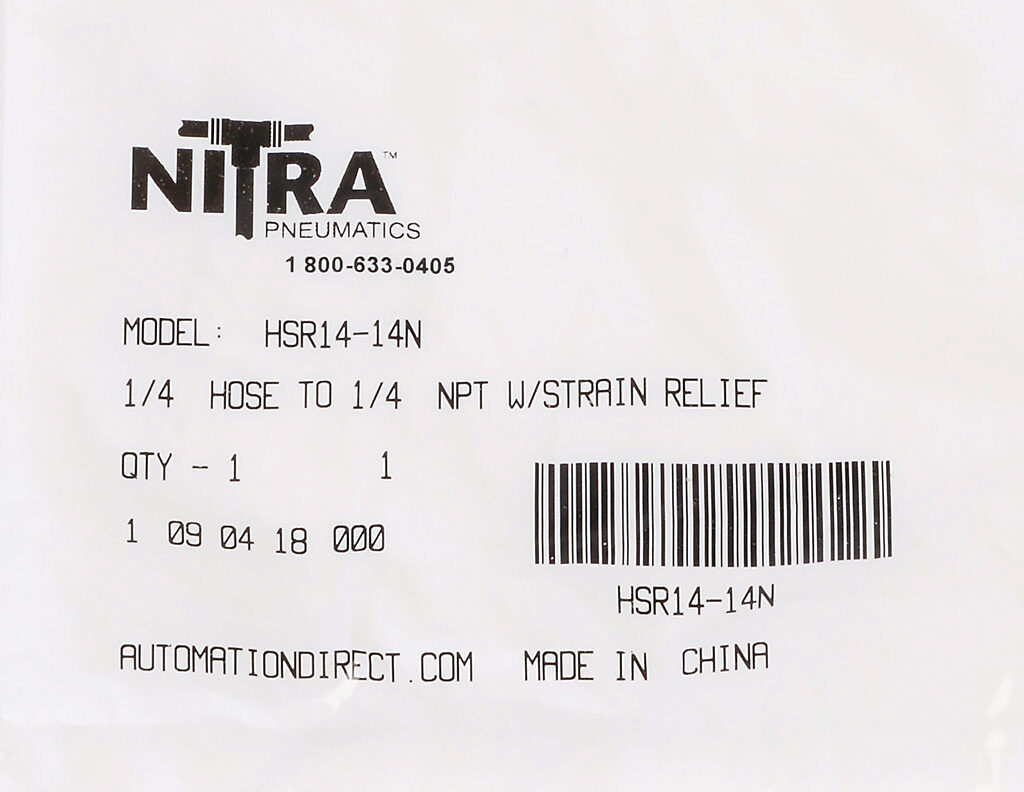 NITRA™
PNEUMATICS
1 800-633-0405
MODEL: HSR14-14N
1/4 HOSE TO 1/4 NPT W/STRAIN RELIEF
QTY - 1 1
1 09 04 18 000
HSR14-14N
AUTOMATIONDIRECT.COM MADE IN CHINA